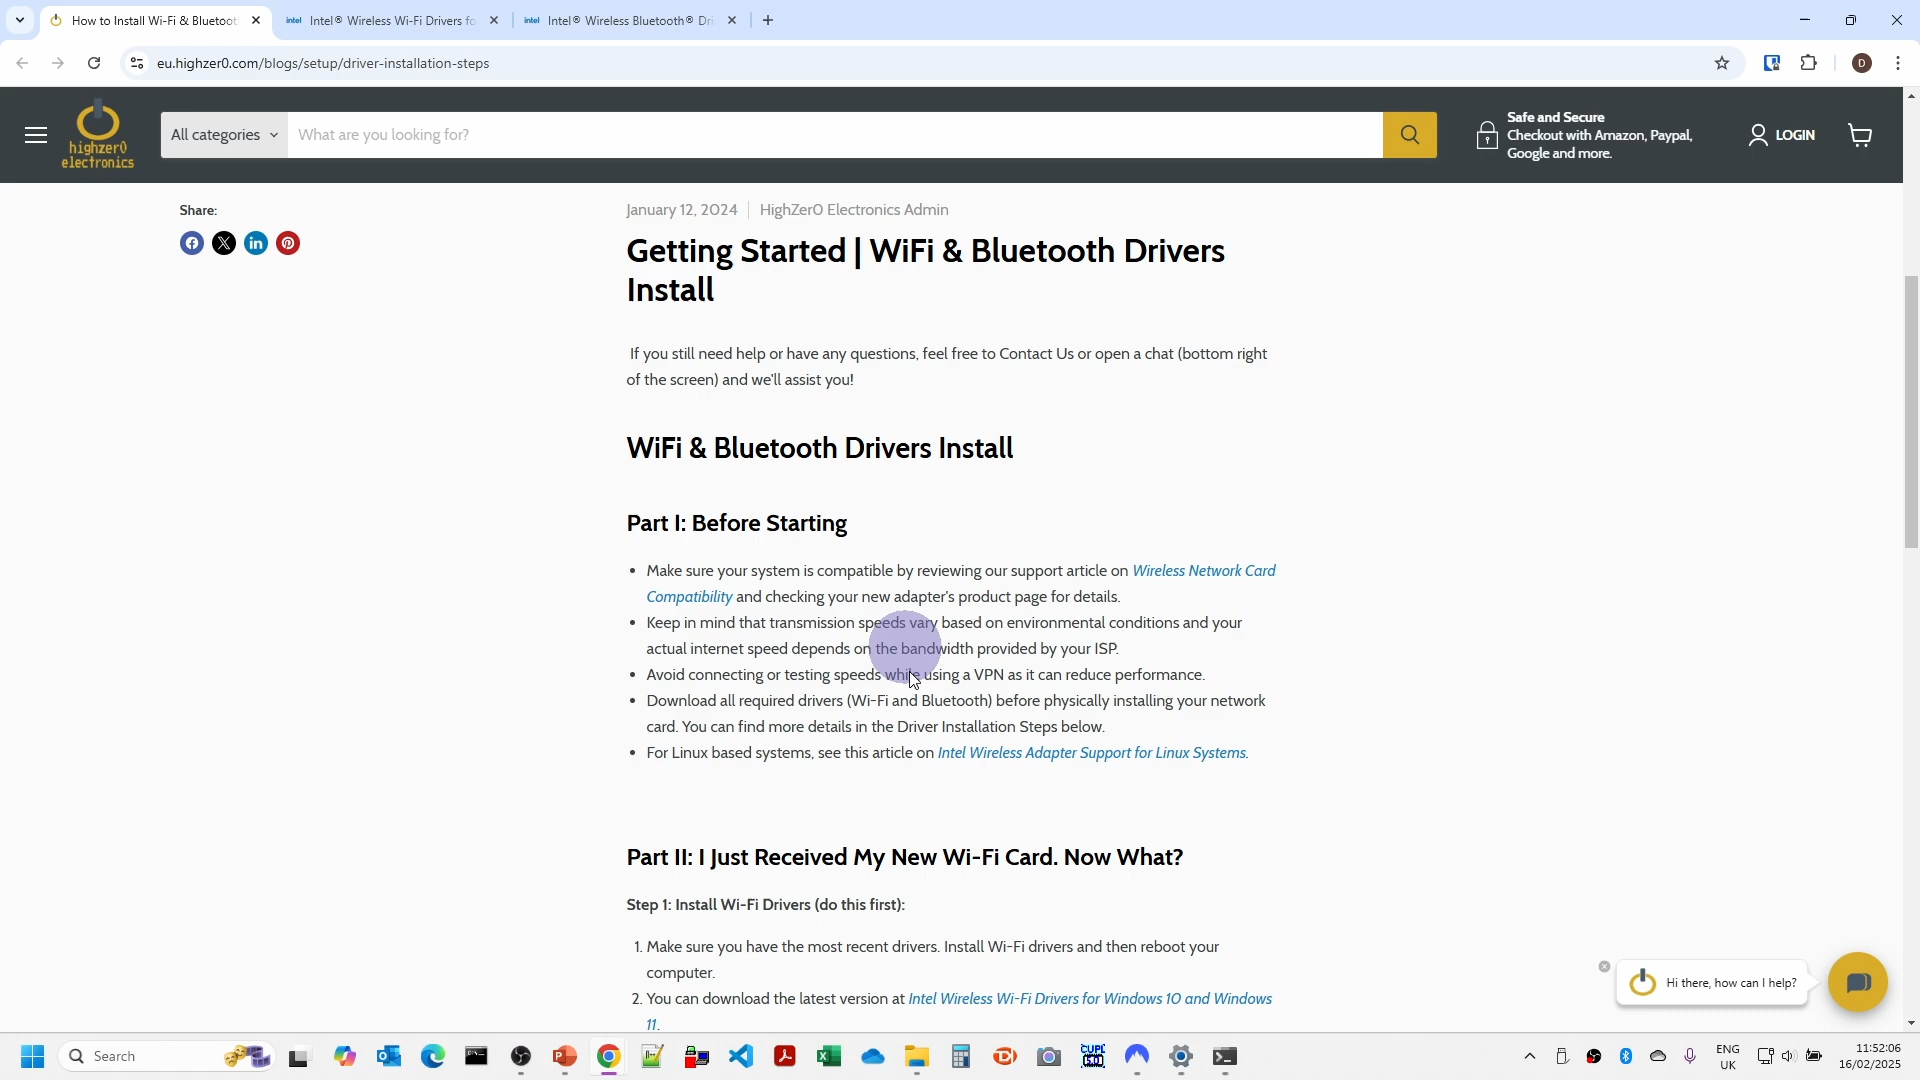 How to Install Wi-Fi & Bluetoot
intel Intel® Wireless Wi-Fi Drivers fo
intel Intel® Wireless Bluetooth® Dri
eu.highzer0.com/blogs/setup/driver-installation-steps
D
highzer0
electronics
All categories
What are you looking for?
Safe and Secure
Checkout with Amazon, Paypal,
Google and more.
LOGIN
Share:
January 12, 2024
HighZer0 Electronics Admin
Getting Started | WiFi & Bluetooth Drivers
Install
If you still need help or have any questions, feel free to Contact Us or open a chat (bottom right
of the screen) and we'll assist you!
WiFi & Bluetooth Drivers Install
Part I: Before Starting
• Make sure your system is compatible by reviewing our support article on Wireless Network Card
Compatibility and checking your new adapter's product page for details.
• Keep in mind that transmission speeds vary based on environmental conditions and your
actual internet speed depends on the bandwidth provided by your ISP.
• Avoid connecting or testing speeds while using a VPN as it can reduce performance.
• Download all required drivers (Wi-Fi and Bluetooth) before physically installing your network
card. You can find more details in the Driver Installation Steps below.
• For Linux based systems, see this article on Intel Wireless Adapter Support for Linux Systems.
Part II: I Just Received My New Wi-Fi Card. Now What?
Step 1: Install Wi-Fi Drivers (do this first):
1. Make sure you have the most recent drivers. Install Wi-Fi drivers and then reboot your
computer.
2. You can download the latest version at Intel Wireless Wi-Fi Drivers for Windows 10 and Windows
11.
Hi there, how can I help?
Search
CUPL
5.0
ENG
UK
11:52:06
16/02/2025